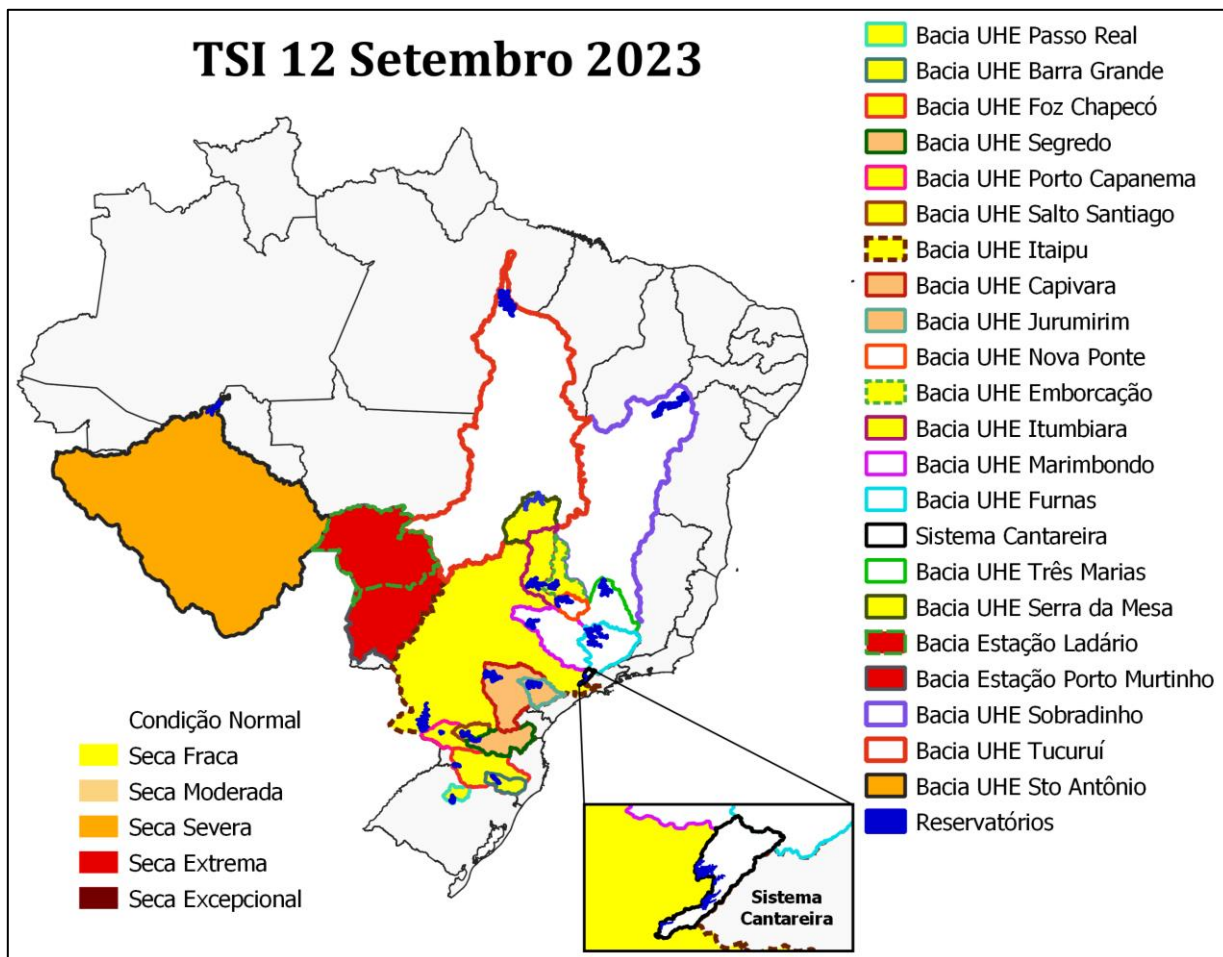 TSI 12 Setembro 2023
Bacia UHE Passo Real
Bacia UHE Barra Grande
Bacia UHE Foz Chapecó
Bacia UHE Segredo
Bacia UHE Porto Capanema
Bacia UHE Salto Santiago
Bacia UHE Itaipu
Bacia UHE Capivara
Bacia UHE Jurumirim
Bacia UHE Nova Ponte
Bacia UHE Emborcação
Bacia UHE Itumbiara
Bacia UHE Marimbondo
Bacia UHE Furnas
Sistema Cantareira
Bacia UHE Três Marias
Bacia UHE Serra da Mesa
Bacia Estação Ladário
Bacia Estação Porto Murtinho
Bacia UHE Sobradinho
Bacia UHE Tucuruí
Bacia UHE Sto Antônio
Reservatórios
Condição Normal
Seca Fraca
Seca Moderada
Seca Severa
Seca Extrema
Seca Excepcional
Sistema
Cantareira